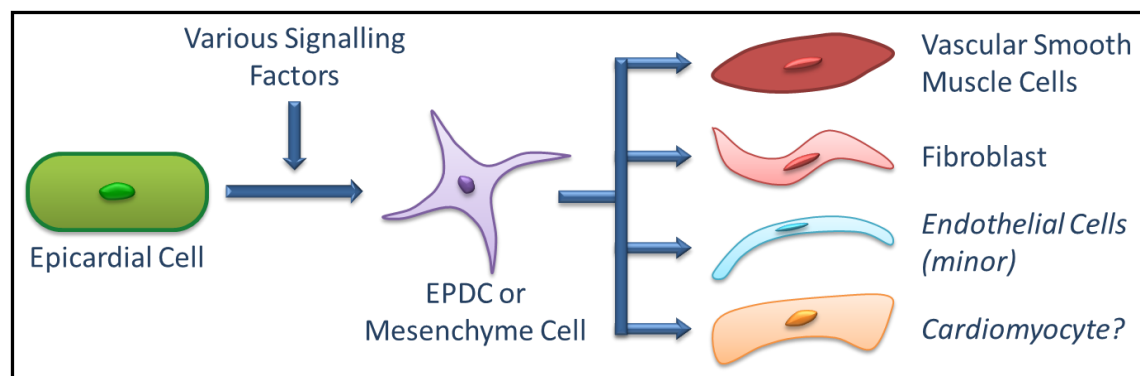 Various Signalling
Factors
Epicardial Cell
EPDC or
Mesenchyme Cell
Vascular Smooth
Muscle Cells
Fibroblast
Endothelial Cells
(minor)
Cardiomyocyte?